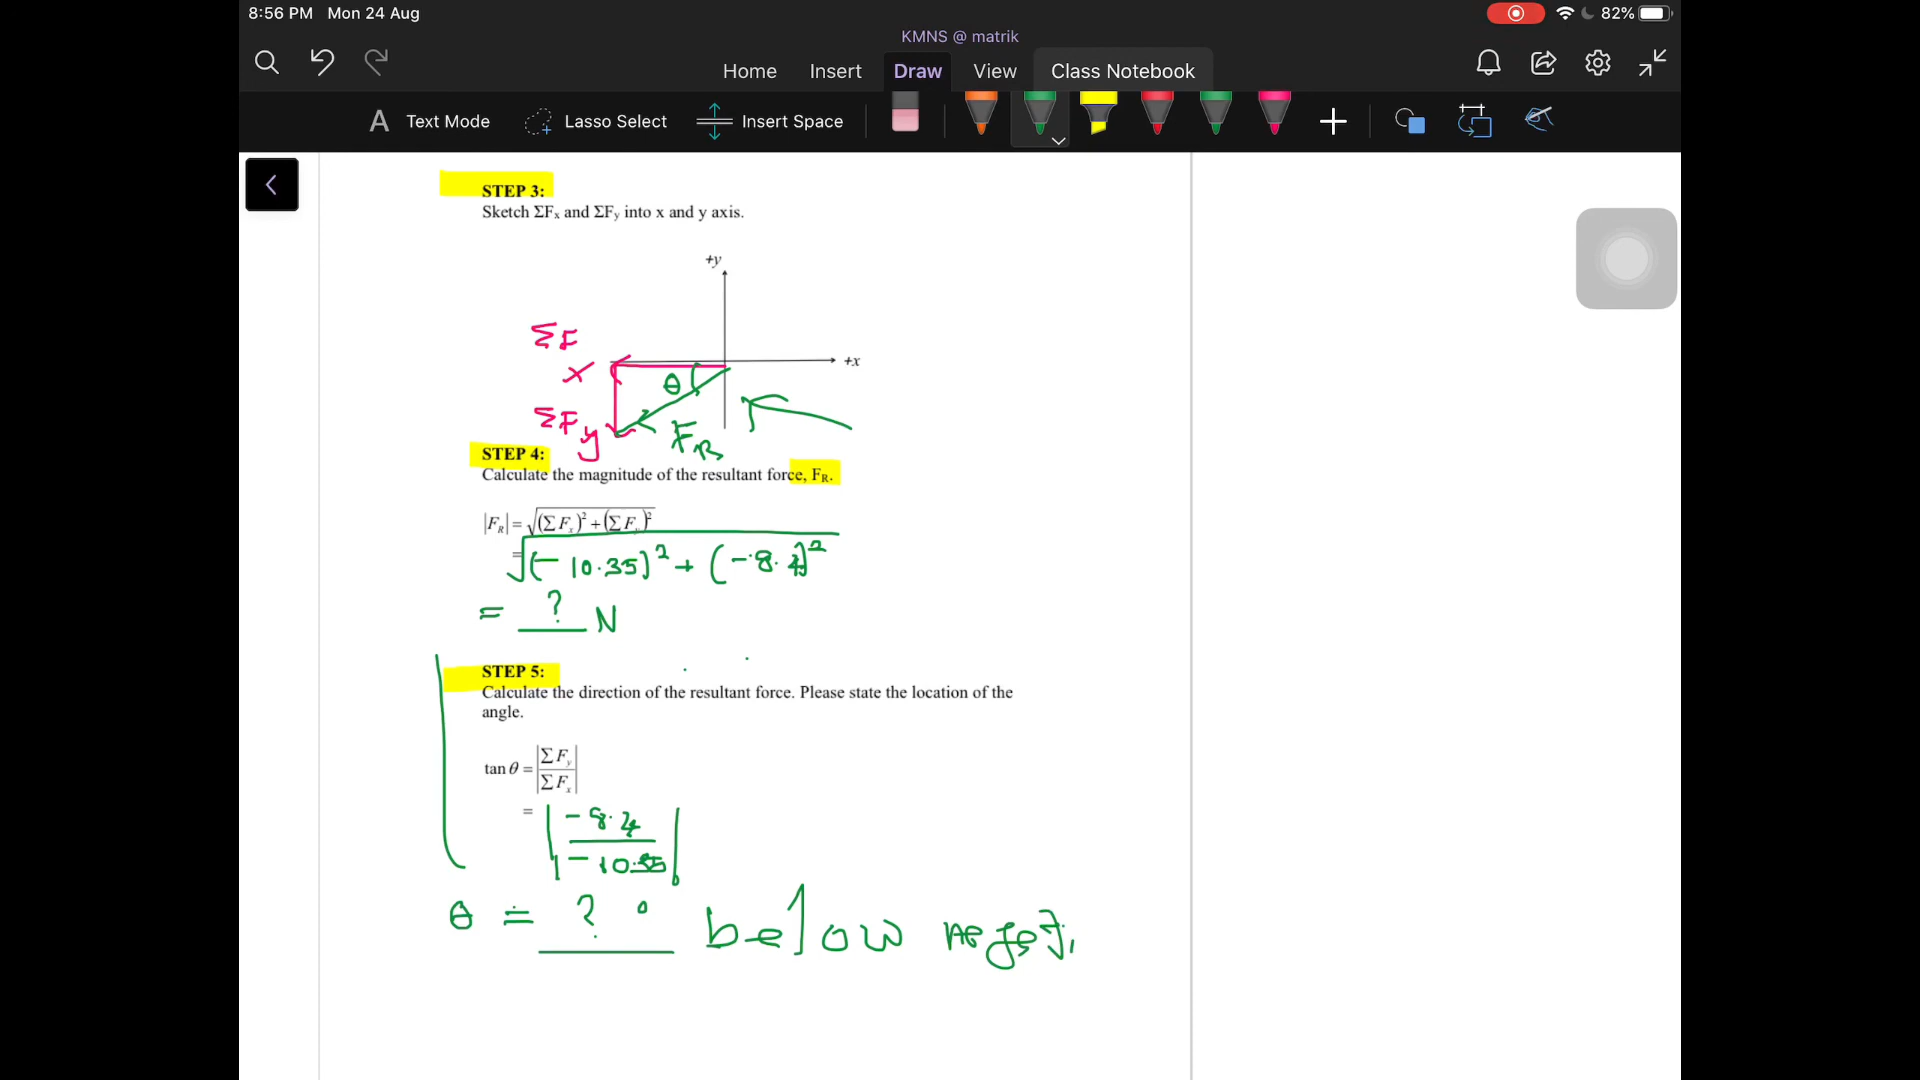 8:56 PM Mon 24 Aug
82%
KMNS @ matrik
Home Insert Draw View Class Notebook
A Text Mode Lasso Select Insert Space
STEP 3:
Sketch ΣFx and ΣFy into x and y axis.
+y
ΣF
x
+x
θ
ΣFy
FR
STEP 4:
Calculate the magnitude of the resultant force, FR.
|FR| = √(ΣFx)² + (ΣFy)²
= √(-10.35)² + (-8.4)²
= ? N
STEP 5:
Calculate the direction of the resultant force. Please state the location of the
angle.
tan θ = |ΣFy / ΣFx|
= |-8.4 / -10.35|
θ = ? ° below